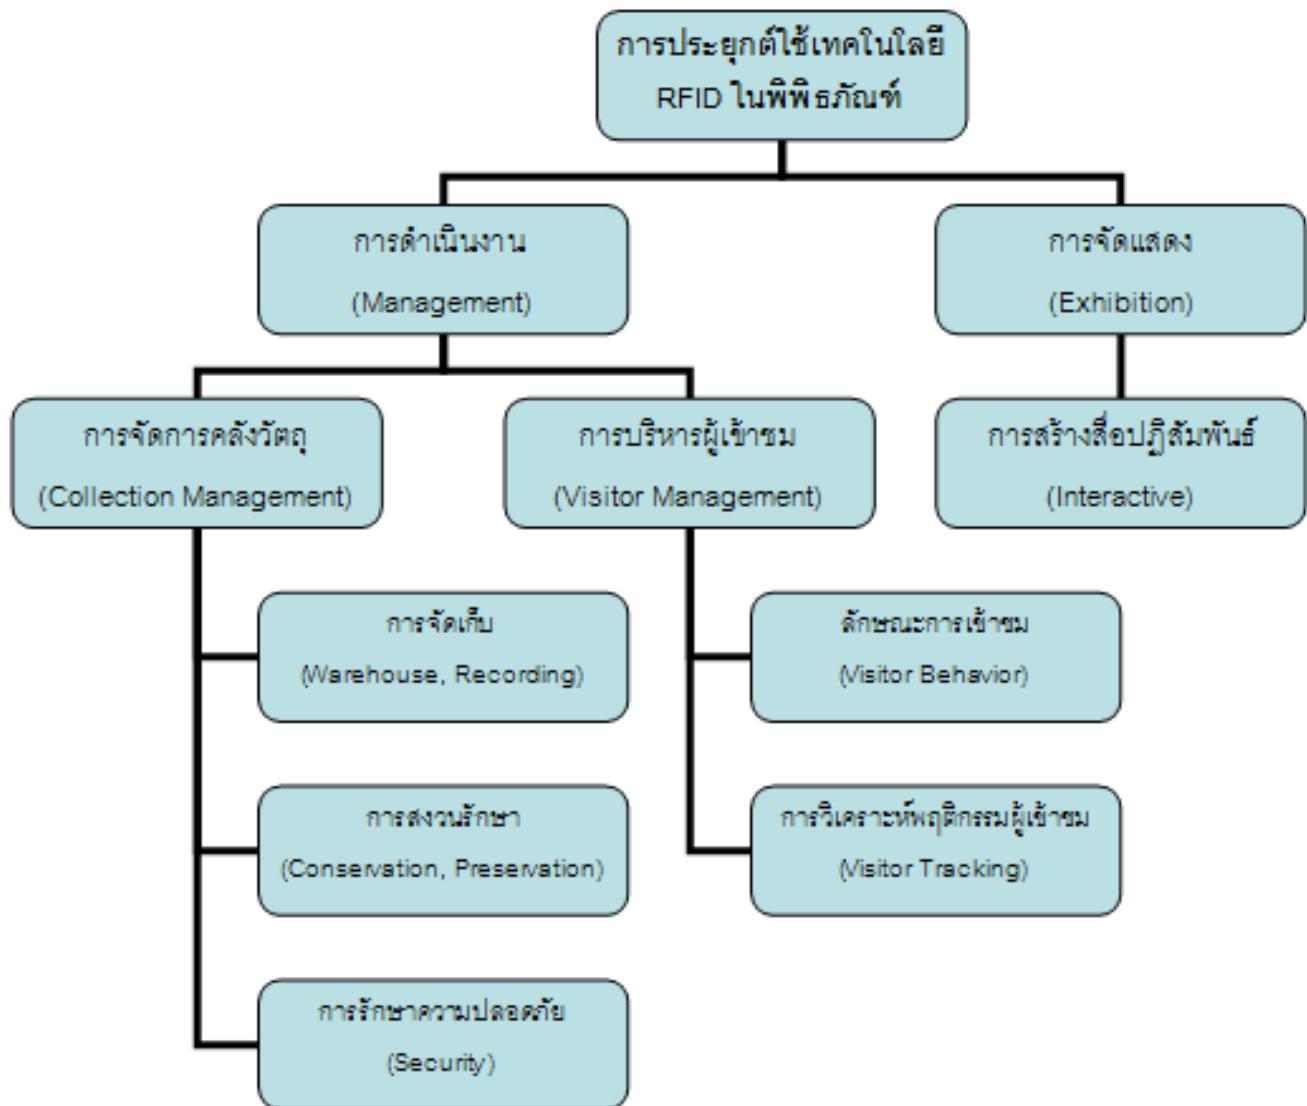 การประยุกต์ใช้เทคโนโลยี
RFID ในพิพิธภัณฑ์
การดำเนินงาน
(Management)
การจัดแสดง
(Exhibition)
การจัดการคลังวัตถุ
(Collection Management)
การบริหารผู้เข้าชม
(Visitor Management)
การสร้างสื่อปฏิสัมพันธ์
(Interactive)
การจัดเก็บ
(Warehouse, Recording)
ลักษณะการเข้าชม
(Visitor Behavior)
การสงวนรักษา
(Conservation, Preservation)
การวิเคราะห์พฤติกรรมผู้เข้าชม
(Visitor Tracking)
การรักษาความปลอดภัย
(Security)